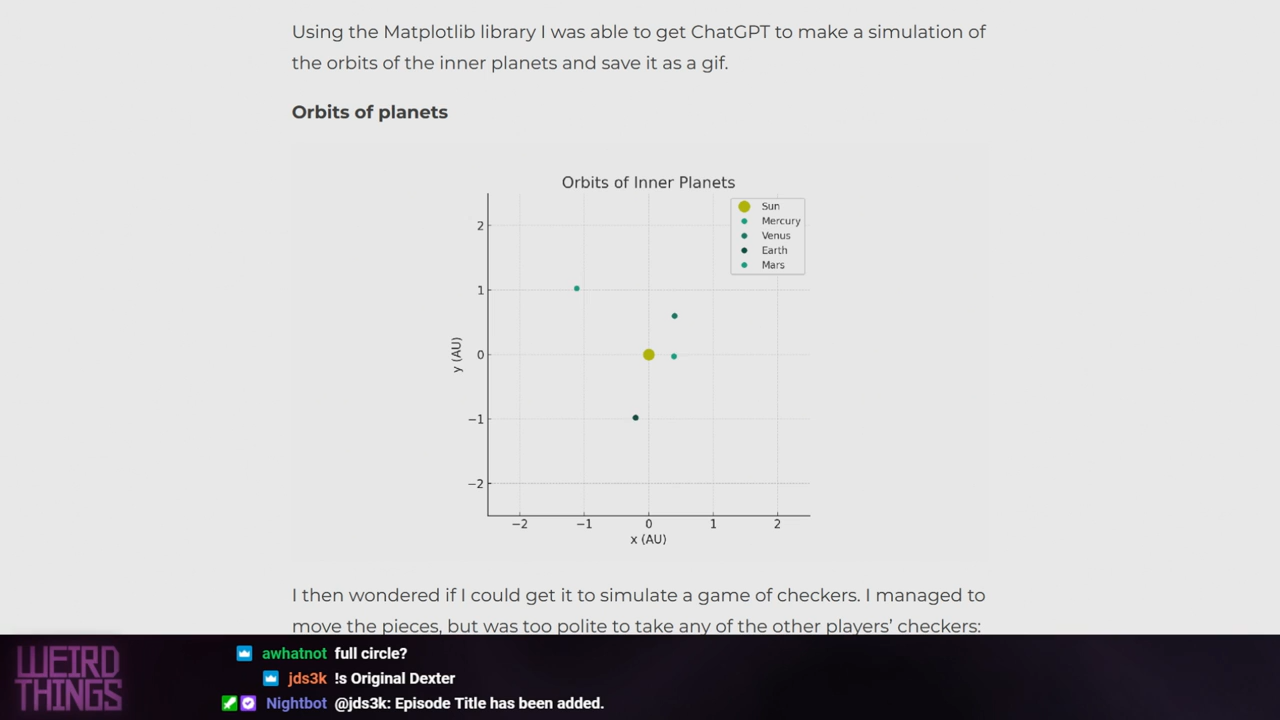 Using the Matplotlib library I was able to get ChatGPT to make a simulation of
the orbits of the inner planets and save it as a gif.
Orbits of planets
Orbits of Inner Planets
Sun
Mercury
Venus
Earth
Mars
2
1
0
−1
−2
y (AU)
−2 −1 0 1 2
x (AU)
I then wondered if I could get it to simulate a game of checkers. I managed to
move the pieces, but was too polite to take any of the other players’ checkers:
WEIRD
THINGS
awhatnot full circle?
jds3k !s Original Dexter
Nightbot @jds3k: Episode Title has been added.